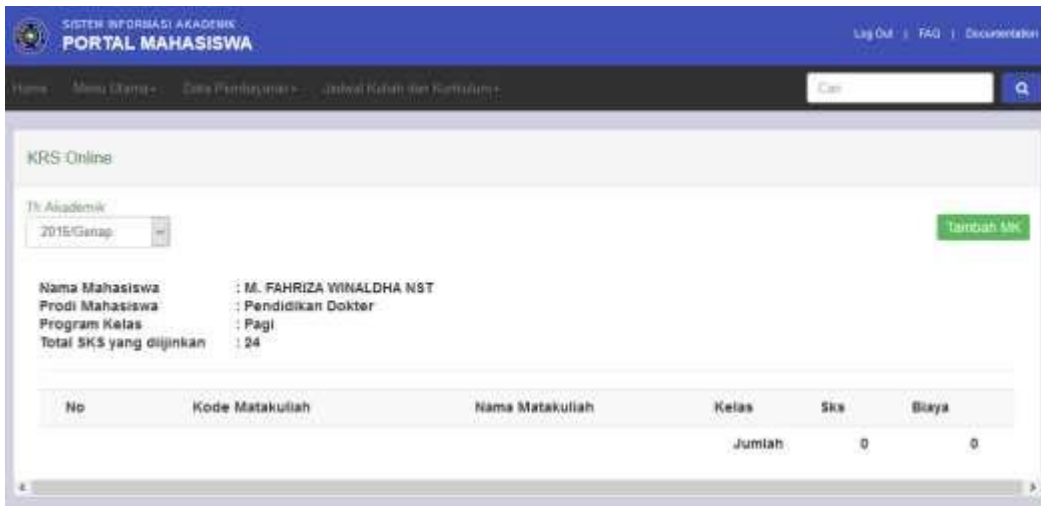 SISTEM INFORMASI AKADEMIK
PORTAL MAHASISWA
Log Out | FAQ | Documentation
Home Menu Utama Data Pembayaran Jadwal Kuliah dan Kurikulum
Cari
KRS Online
Th Akademik
2016/Genap
Tambah MK
Nama Mahasiswa : M. FAHRIZA WINALDHA NST
Prodi Mahasiswa : Pendidikan Dokter
Program Kelas : Pagi
Total SKS yang diijinkan : 24
No Kode Matakuliah Nama Matakuliah Kelas Sks Biaya
Jumlah 0 0